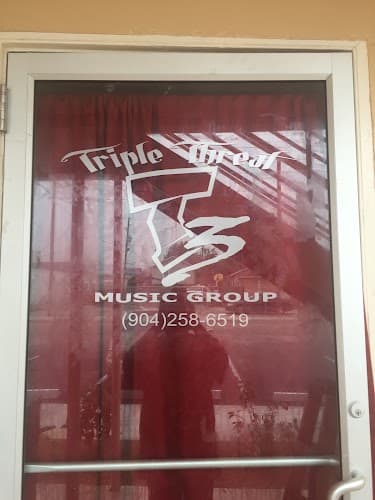 Triple Threat
T3
MUSIC GROUP
(904)258-6519